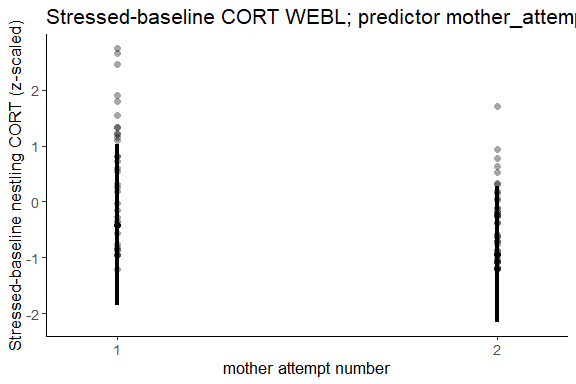 Stressed-baseline CORT WEBL; predictor mother_attemp
Stressed-baseline nestling CORT (z-scaled)
2
1
0
-1
-2
1 2
mother attempt number